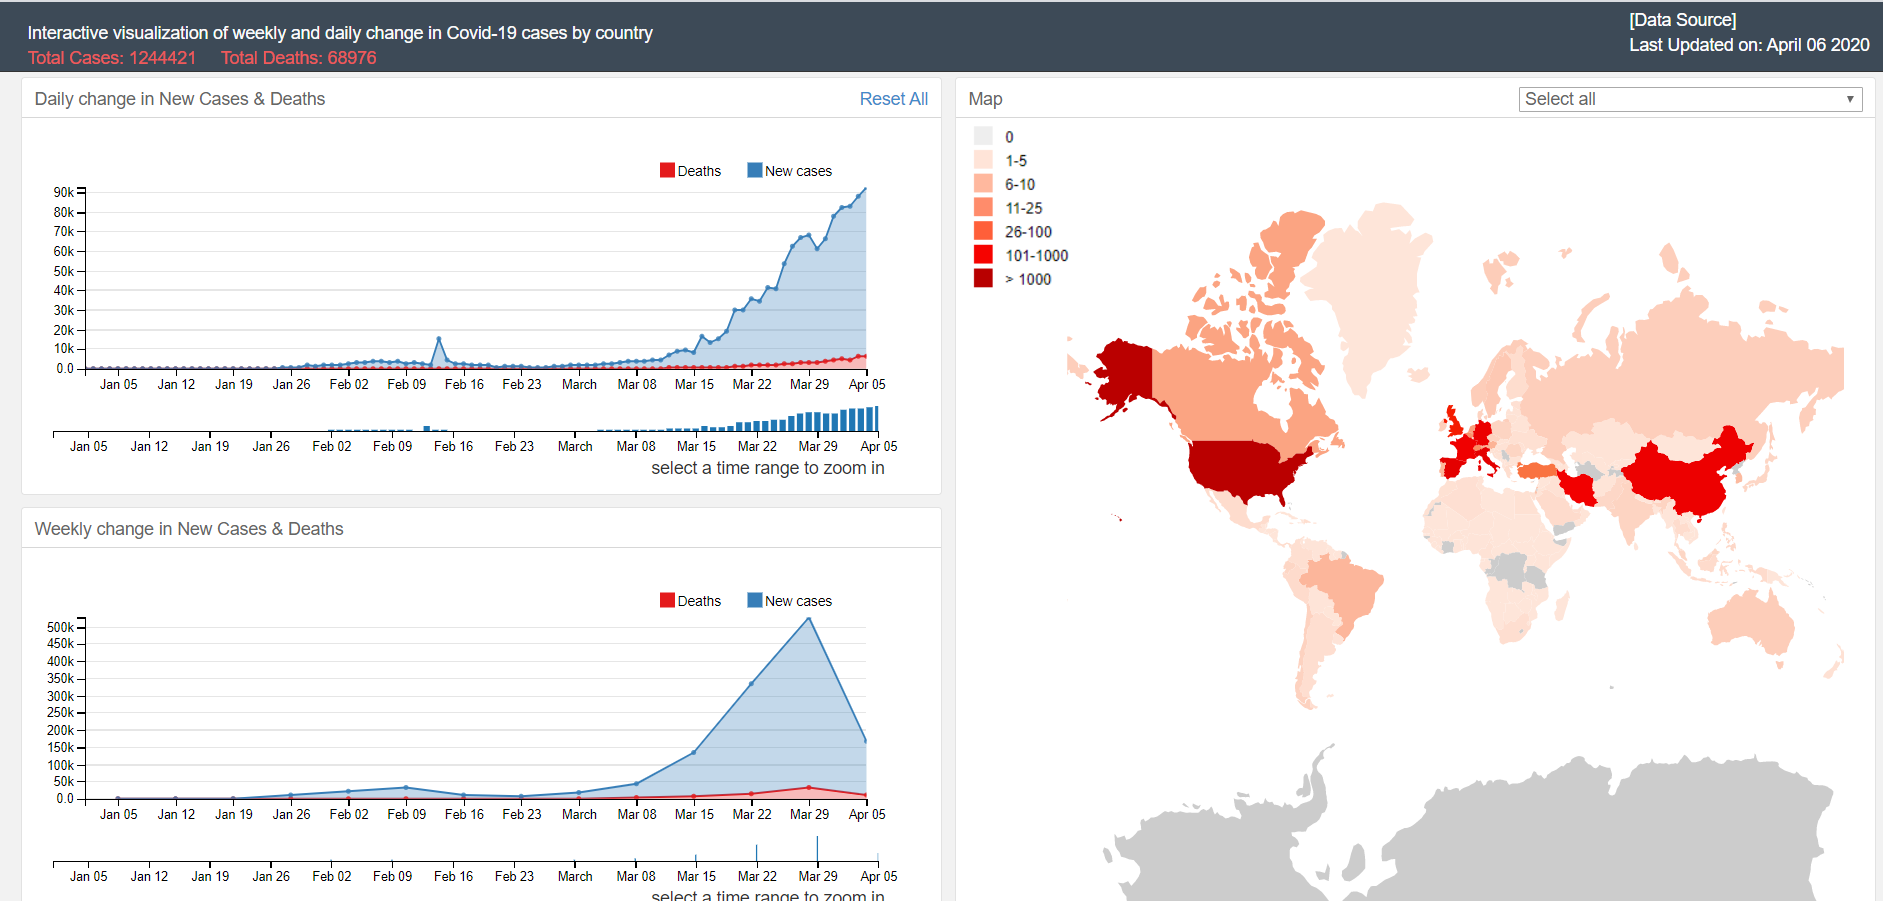 Interactive visualization of weekly and daily change in Covid-19 cases by country
Total Cases: 1244421 Total Deaths: 68976
[Data Source]
Last Updated on: April 06 2020
Daily change in New Cases & Deaths
Reset All
Deaths New cases
90k
80k
70k
60k
50k
40k
30k
20k
10k
0.0
Jan 05 Jan 12 Jan 19 Jan 26 Feb 02 Feb 09 Feb 16 Feb 23 March Mar 08 Mar 15 Mar 22 Mar 29 Apr 05
Jan 05 Jan 12 Jan 19 Jan 26 Feb 02 Feb 09 Feb 16 Feb 23 March Mar 08 Mar 15 Mar 22 Mar 29 Apr 05
select a time range to zoom in
Weekly change in New Cases & Deaths
Deaths New cases
500k
450k
400k
350k
300k
250k
200k
150k
100k
50k
0.0
Jan 05 Jan 12 Jan 19 Jan 26 Feb 02 Feb 09 Feb 16 Feb 23 March Mar 08 Mar 15 Mar 22 Mar 29 Apr 05
Jan 05 Jan 12 Jan 19 Jan 26 Feb 02 Feb 09 Feb 16 Feb 23 March Mar 08 Mar 15 Mar 22 Mar 29 Apr 05
select a time range to zoom in
Map
Select all
0
1-5
6-10
11-25
26-100
101-1000
> 1000